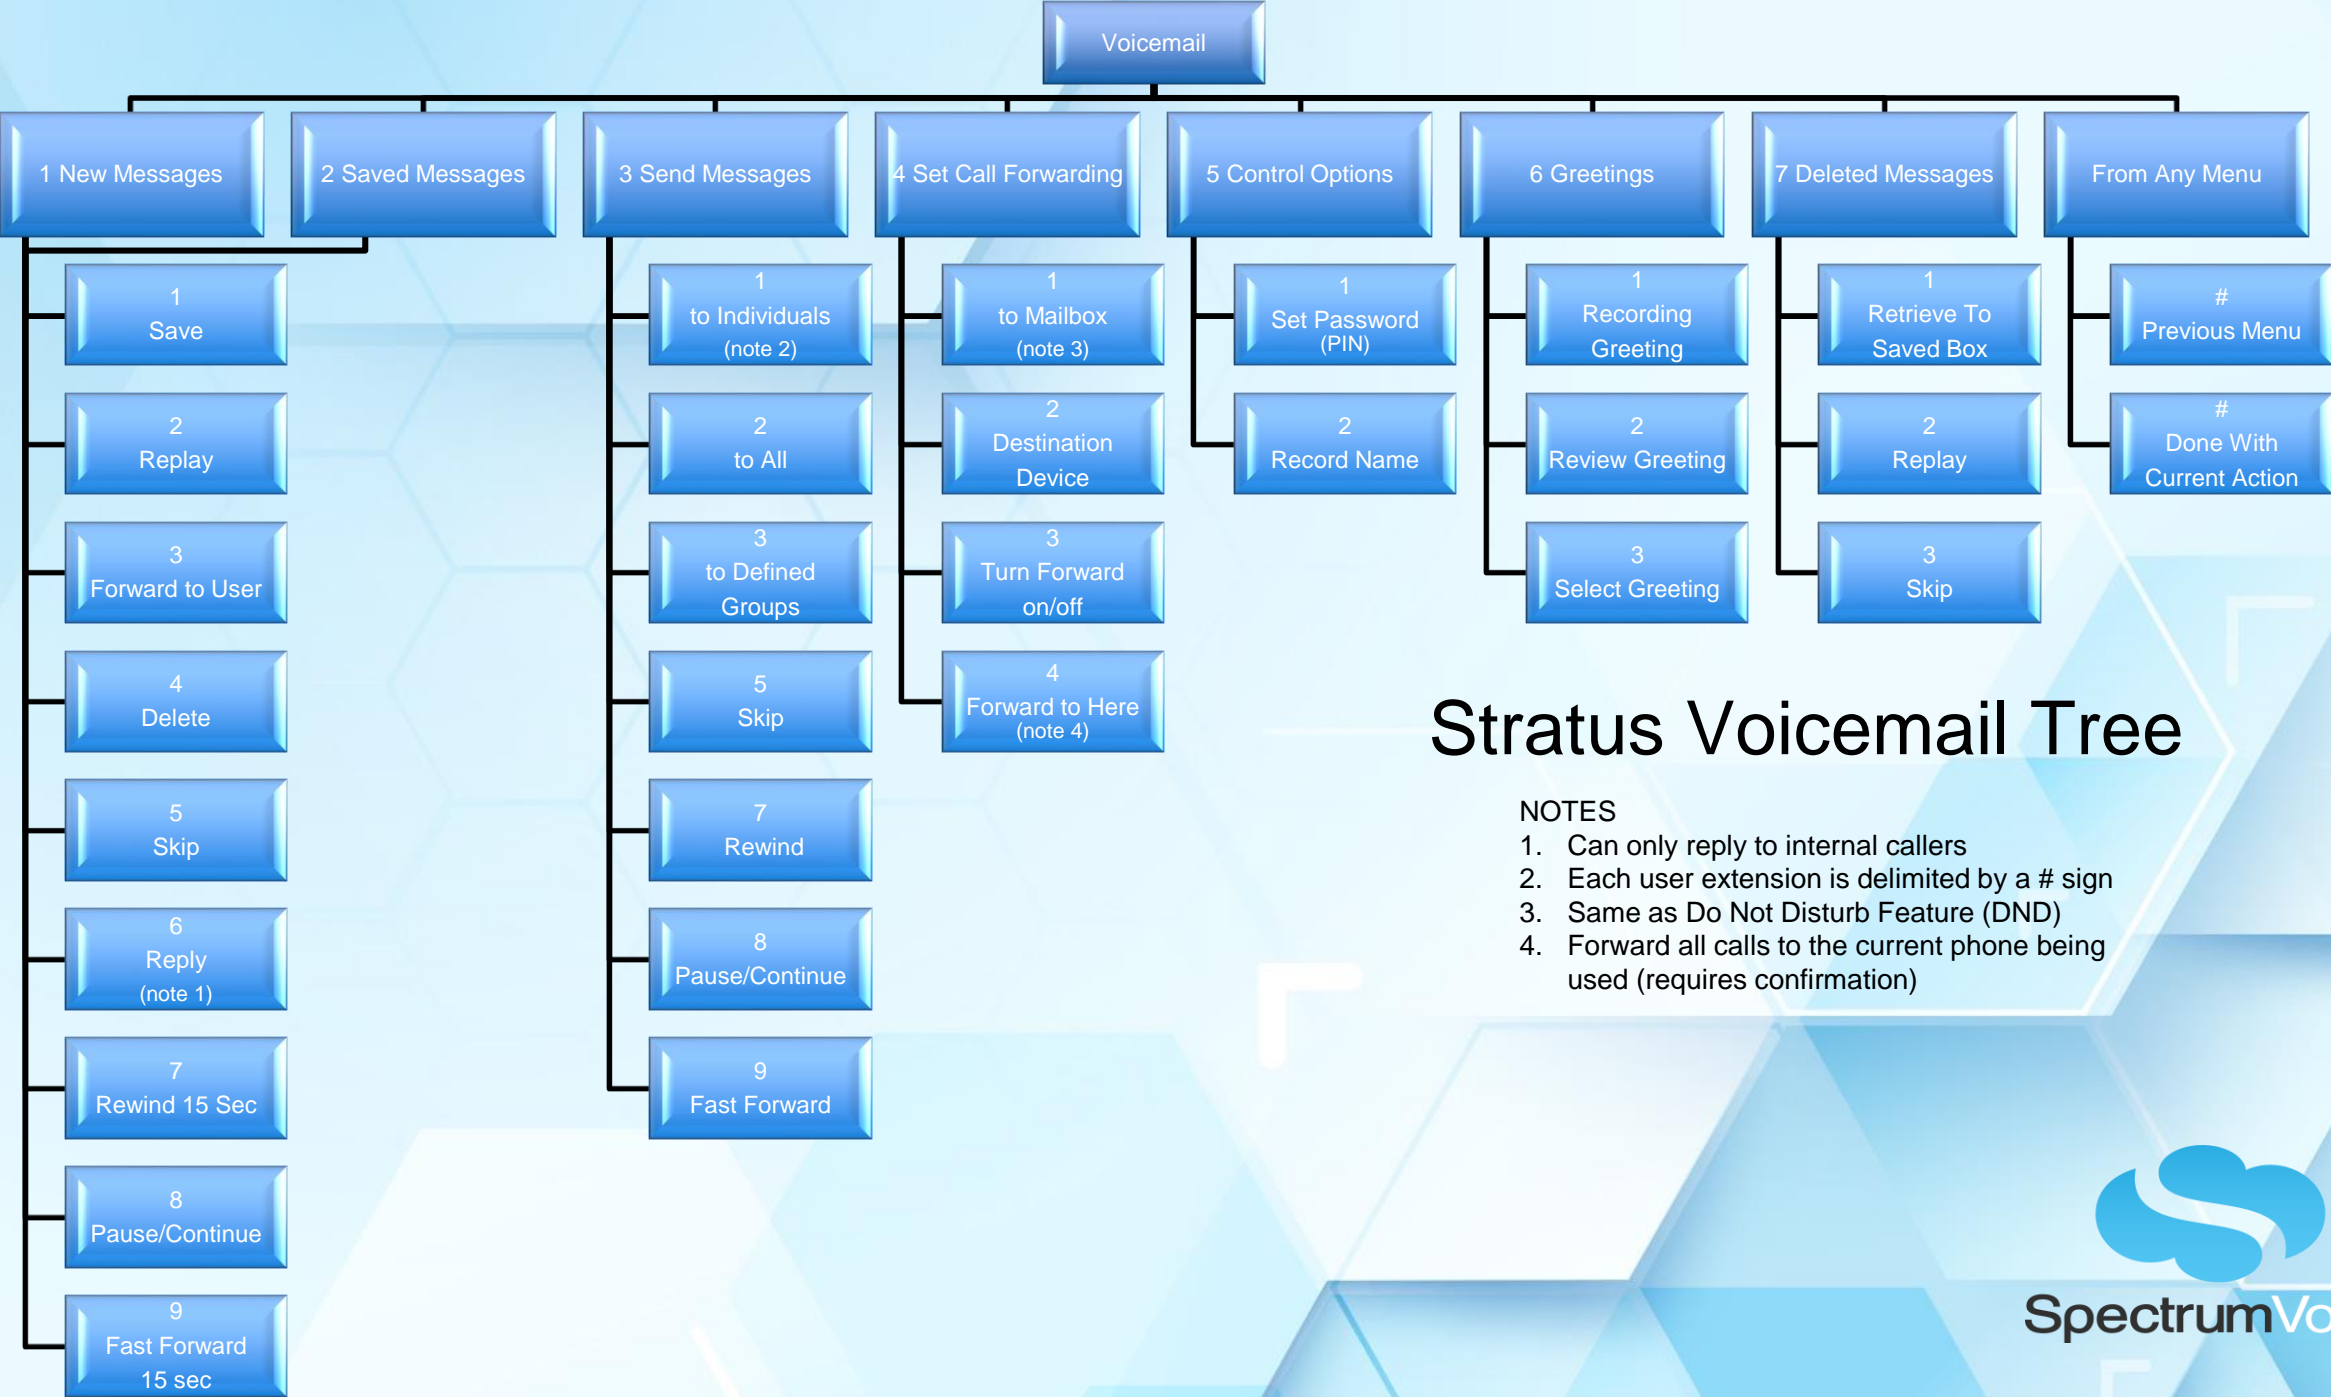 Voicemail
1 New Messages
2 Saved Messages
3 Send Messages
4 Set Call Forwarding
5 Control Options
6 Greetings
7 Deleted Messages
From Any Menu
1
Save
2
Replay
3
Forward to User
4
Delete
5
Skip
6
Reply
(note 1)
7
Rewind 15 Sec
8
Pause/Continue
9
Fast Forward
15 sec
1
to Individuals
(note 2)
2
to All
3
to Defined
Groups
5
Skip
7
Rewind
8
Pause/Continue
9
Fast Forward
1
to Mailbox
(note 3)
2
Destination
Device
3
Turn Forward
on/off
4
Forward to Here
(note 4)
1
Set Password
(PIN)
2
Record Name
1
Recording
Greeting
2
Review Greeting
3
Select Greeting
1
Retrieve To
Saved Box
2
Replay
3
Skip
#
Previous Menu
#
Done With
Current Action
Stratus Voicemail Tree
NOTES
1. Can only reply to internal callers
2. Each user extension is delimited by a # sign
3. Same as Do Not Disturb Feature (DND)
4. Forward all calls to the current phone being
used (requires confirmation)
SpectrumVo